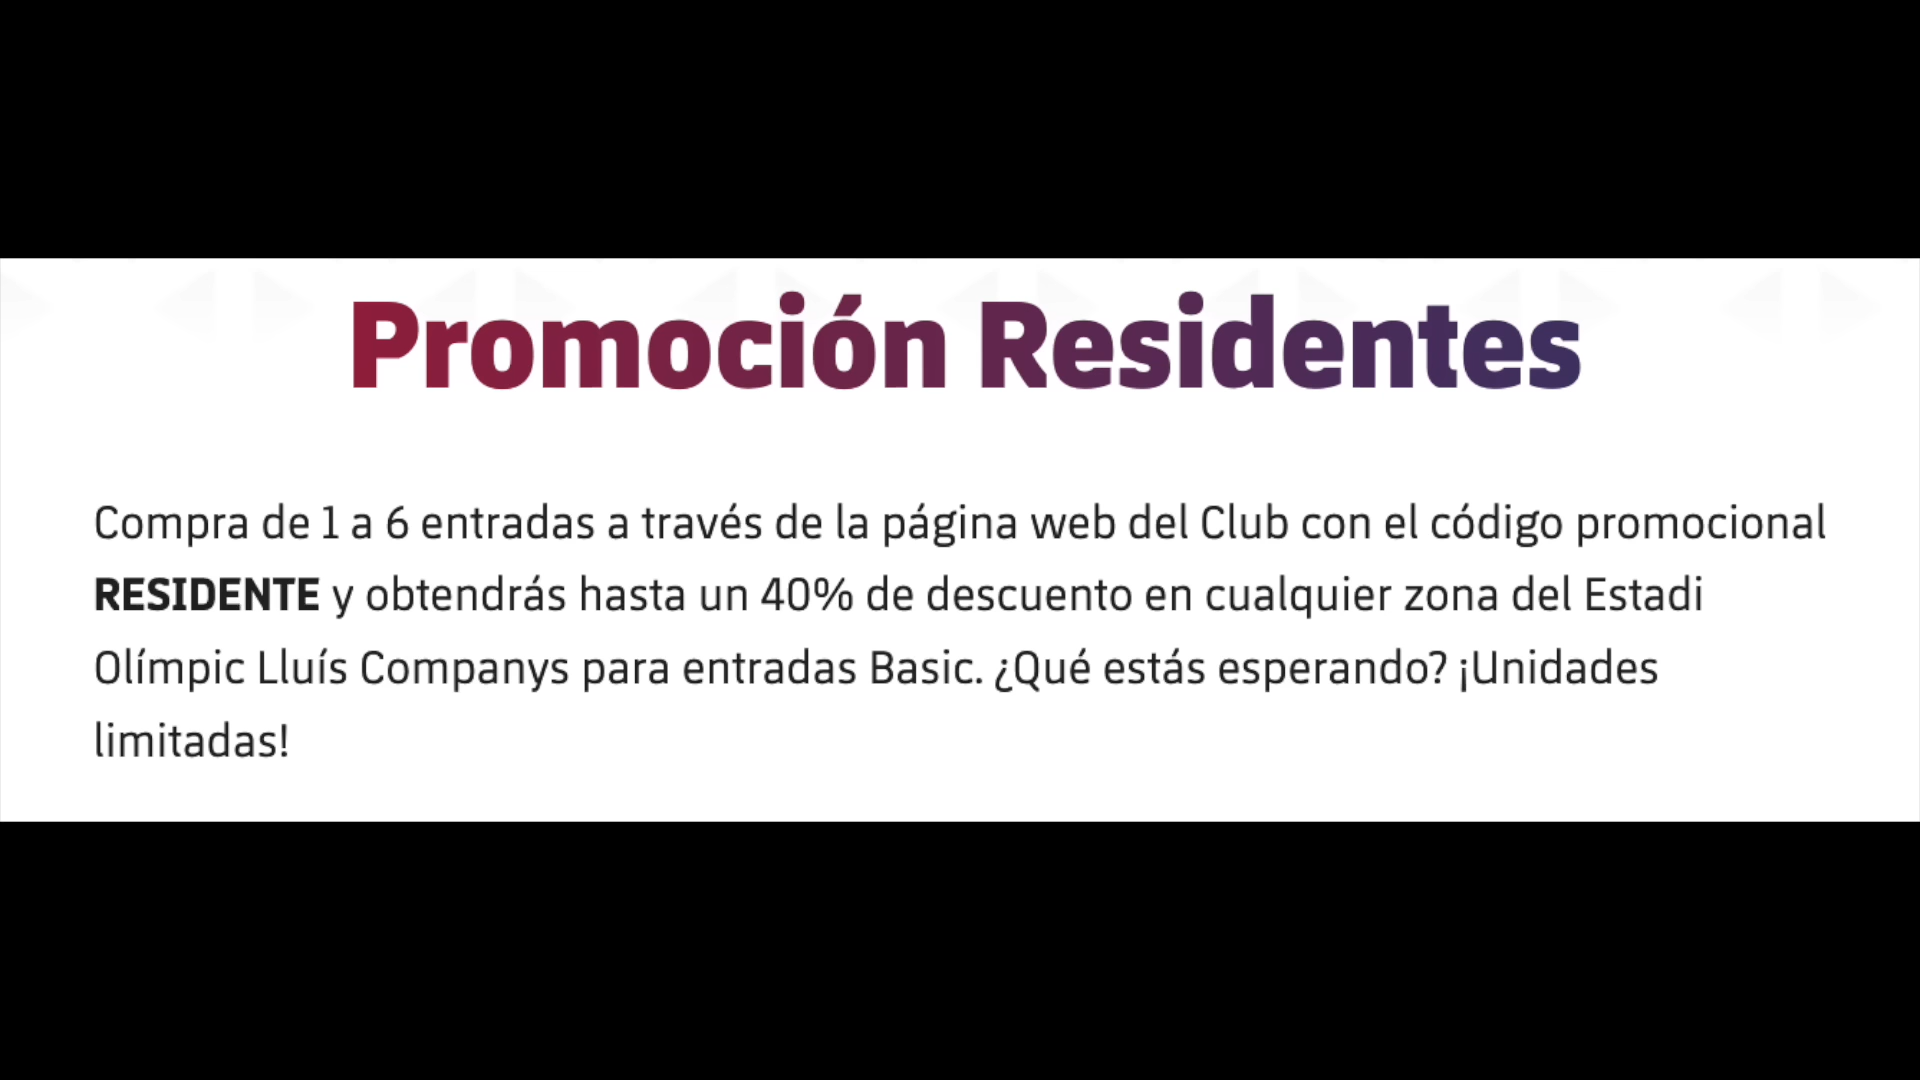 Promoción Residentes
Compra de 1 a 6 entradas a través de la página web del Club con el código promocional
RESIDENTE y obtendrás hasta un 40% de descuento en cualquier zona del Estadi
Olímpic Lluís Companys para entradas Basic. ¿Qué estás esperando? ¡Unidades
limitadas!